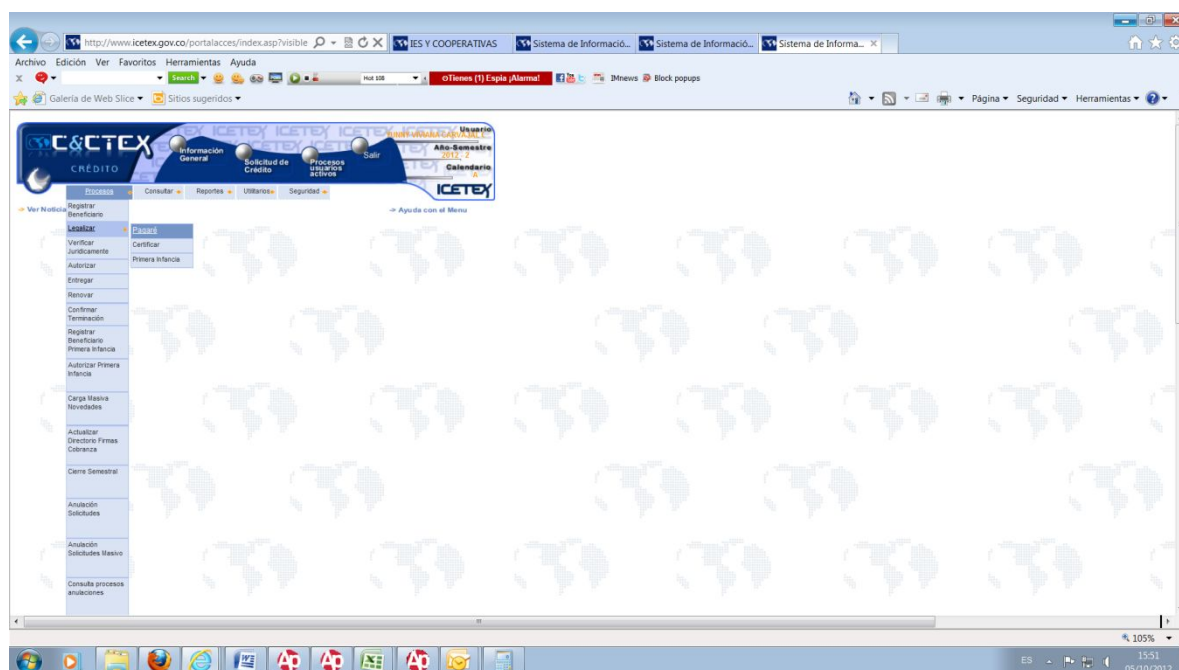 http://www.icetex.gov.co/portalacces/index.asp?visible
IES Y COOPERATIVAS
Sistema de Informació...
Sistema de Informació...
Sistema de Informa...
Archivo Edición Ver Favoritos Herramientas Ayuda
Search
Hot 108
¡Tienes (1) Espia ¡Alarma!
IMnews
Block popups
Galería de Web Slice
Sitios sugeridos
Página Seguridad Herramientas
C&CTEX
CRÉDITO
Información General
Solicitud de Crédito
Procesos usuarios activos
Salir
Usuario
Año-Semestre
2012 - 2
Calendario
A
ICETEX
Procesos Consultar Reportes Utilitarios Seguridad
-> Ver Noticia
-> Ayuda con el Menu
Registrar
Beneficiario
Legalizar
Pagaré
Verificar
Juridicamente
Certificar
Autorizar
Primera Infancia
Entregar
Renovar
Confirmar
Terminación
Registrar
Beneficiario
Primera Infancia
Autorizar Primera
Infancia
Carga Masiva
Novedades
Actualizar
Directorio Firmas
Cobranza
Cierre Semestral
Anulación
Solicitudes
Anulación
Solicitudes Masivo
Consulta procesos
anulaciones
105%
ES
15:51
05/10/2012